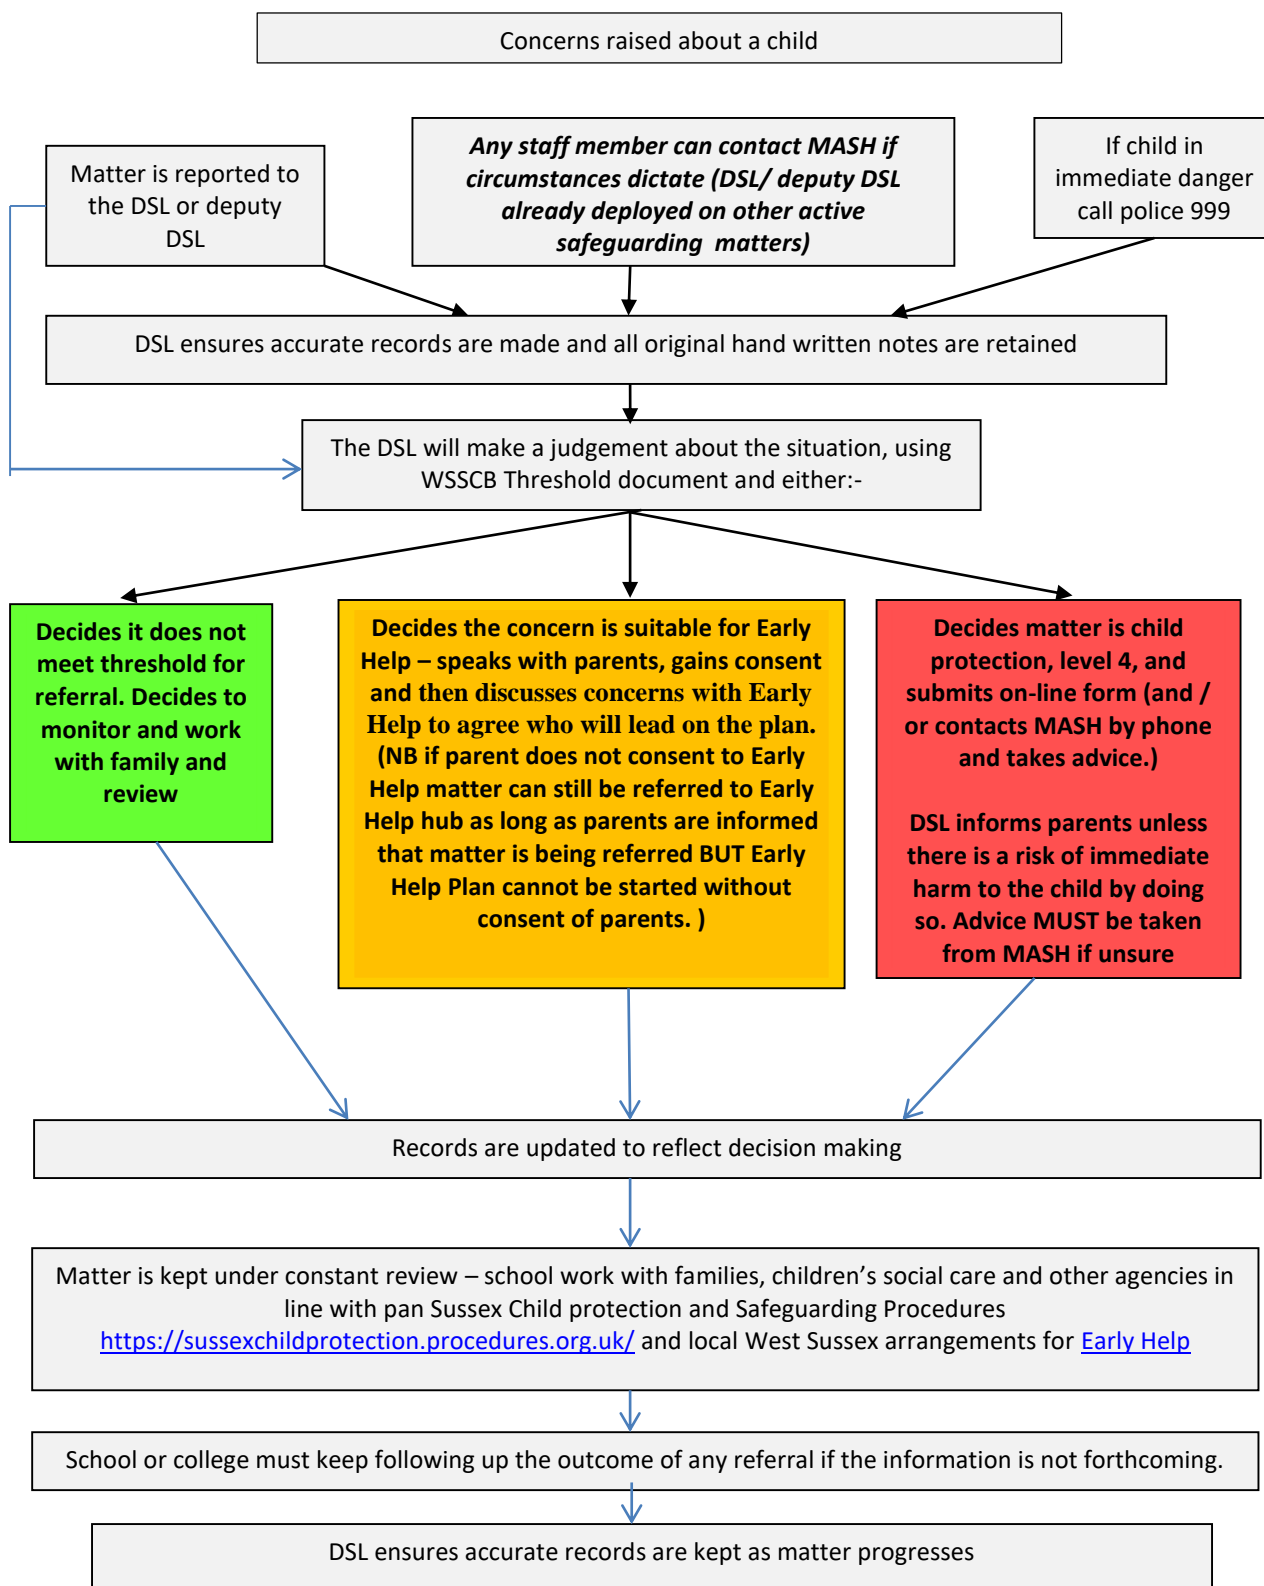 Concerns raised about a child
Matter is reported to
the DSL or deputy
DSL
Any staff member can contact MASH if
circumstances dictate (DSL/ deputy DSL
already deployed on other active
safeguarding matters)
If child in
immediate danger
call police 999
DSL ensures accurate records are made and all original hand written notes are retained
The DSL will make a judgement about the situation, using
WSSCB Threshold document and either:-
Decides it does not
meet threshold for
referral. Decides to
monitor and work
with family and
review
Decides the concern is suitable for Early
Help – speaks with parents, gains consent
and then discusses concerns with Early
Help to agree who will lead on the plan.
(NB if parent does not consent to Early
Help matter can still be referred to Early
Help hub as long as parents are informed
that matter is being referred BUT Early
Help Plan cannot be started without
consent of parents. )
Decides matter is child
protection, level 4, and
submits on-line form (and /
or contacts MASH by phone
and takes advice.)
DSL informs parents unless
there is a risk of immediate
harm to the child by doing
so. Advice MUST be taken
from MASH if unsure
Records are updated to reflect decision making
Matter is kept under constant review – school work with families, children’s social care and other agencies in
line with pan Sussex Child protection and Safeguarding Procedures
https://sussexchildprotection.procedures.org.uk/ and local West Sussex arrangements for Early Help
School or college must keep following up the outcome of any referral if the information is not forthcoming.
DSL ensures accurate records are kept as matter progresses